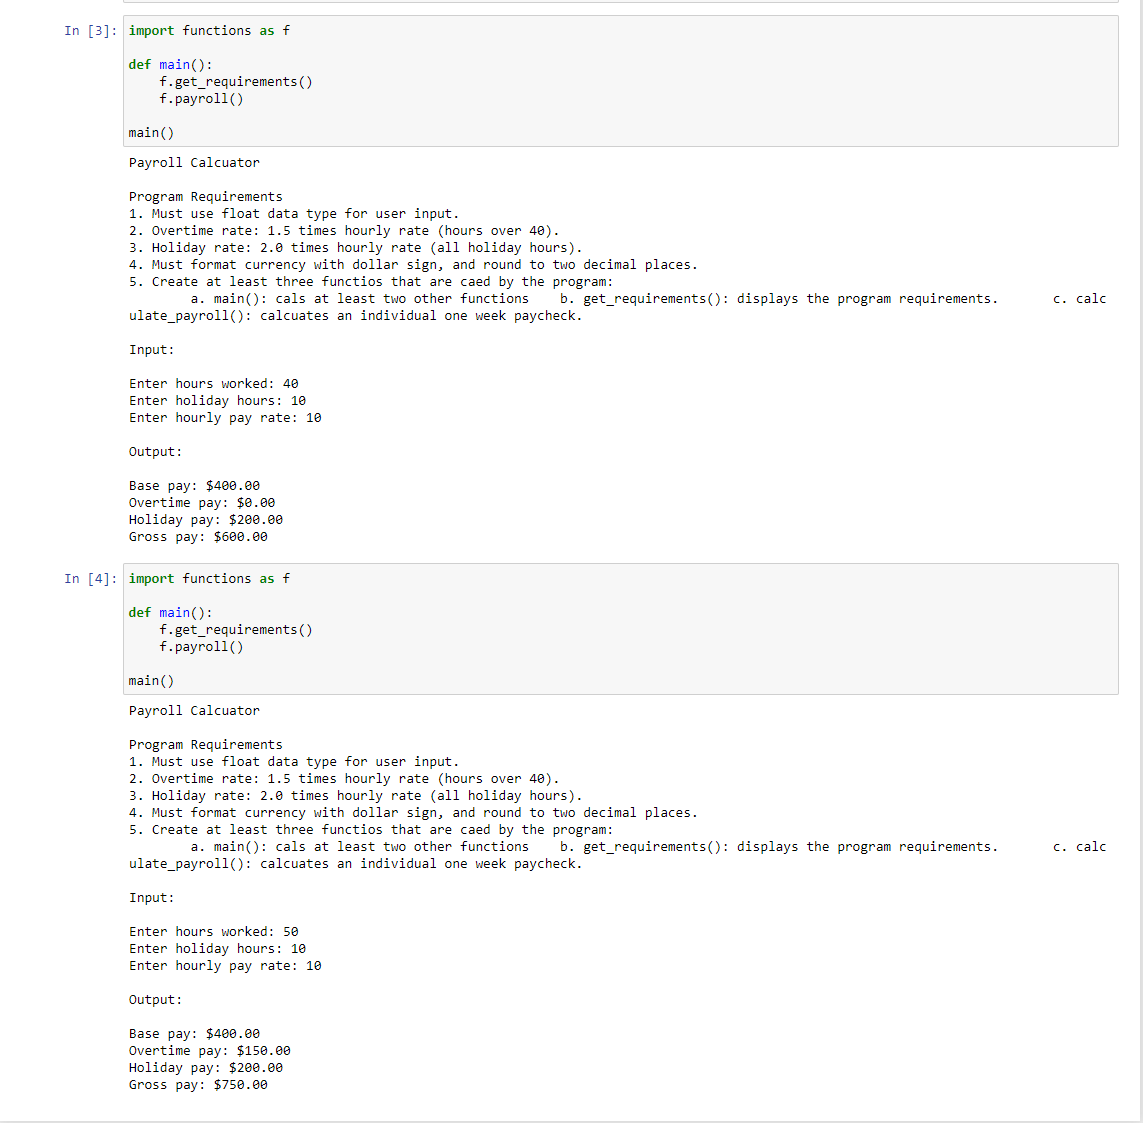 In [3]: import functions as f
def main():
f.get_requirements()
f.payroll()
main()
Payroll Calcuator
Program Requirements
1. Must use float data type for user input.
2. Overtime rate: 1.5 times hourly rate (hours over 40).
3. Holiday rate: 2.0 times hourly rate (all holiday hours).
4. Must format currency with dollar sign, and round to two decimal places.
5. Create at least three functios that are caed by the program:
a. main(): cals at least two other functions    b. get_requirements(): displays the program requirements.       c. calc
ulate_payroll(): calcuates an individual one week paycheck.
Input:
Enter hours worked: 40
Enter holiday hours: 10
Enter hourly pay rate: 10
Output:
Base pay: $400.00
Overtime pay: $0.00
Holiday pay: $200.00
Gross pay: $600.00
In [4]: import functions as f
def main():
f.get_requirements()
f.payroll()
main()
Payroll Calcuator
Program Requirements
1. Must use float data type for user input.
2. Overtime rate: 1.5 times hourly rate (hours over 40).
3. Holiday rate: 2.0 times hourly rate (all holiday hours).
4. Must format currency with dollar sign, and round to two decimal places.
5. Create at least three functios that are caed by the program:
a. main(): cals at least two other functions    b. get_requirements(): displays the program requirements.       c. calc
ulate_payroll(): calcuates an individual one week paycheck.
Input:
Enter hours worked: 50
Enter holiday hours: 10
Enter hourly pay rate: 10
Output:
Base pay: $400.00
Overtime pay: $150.00
Holiday pay: $200.00
Gross pay: $750.00